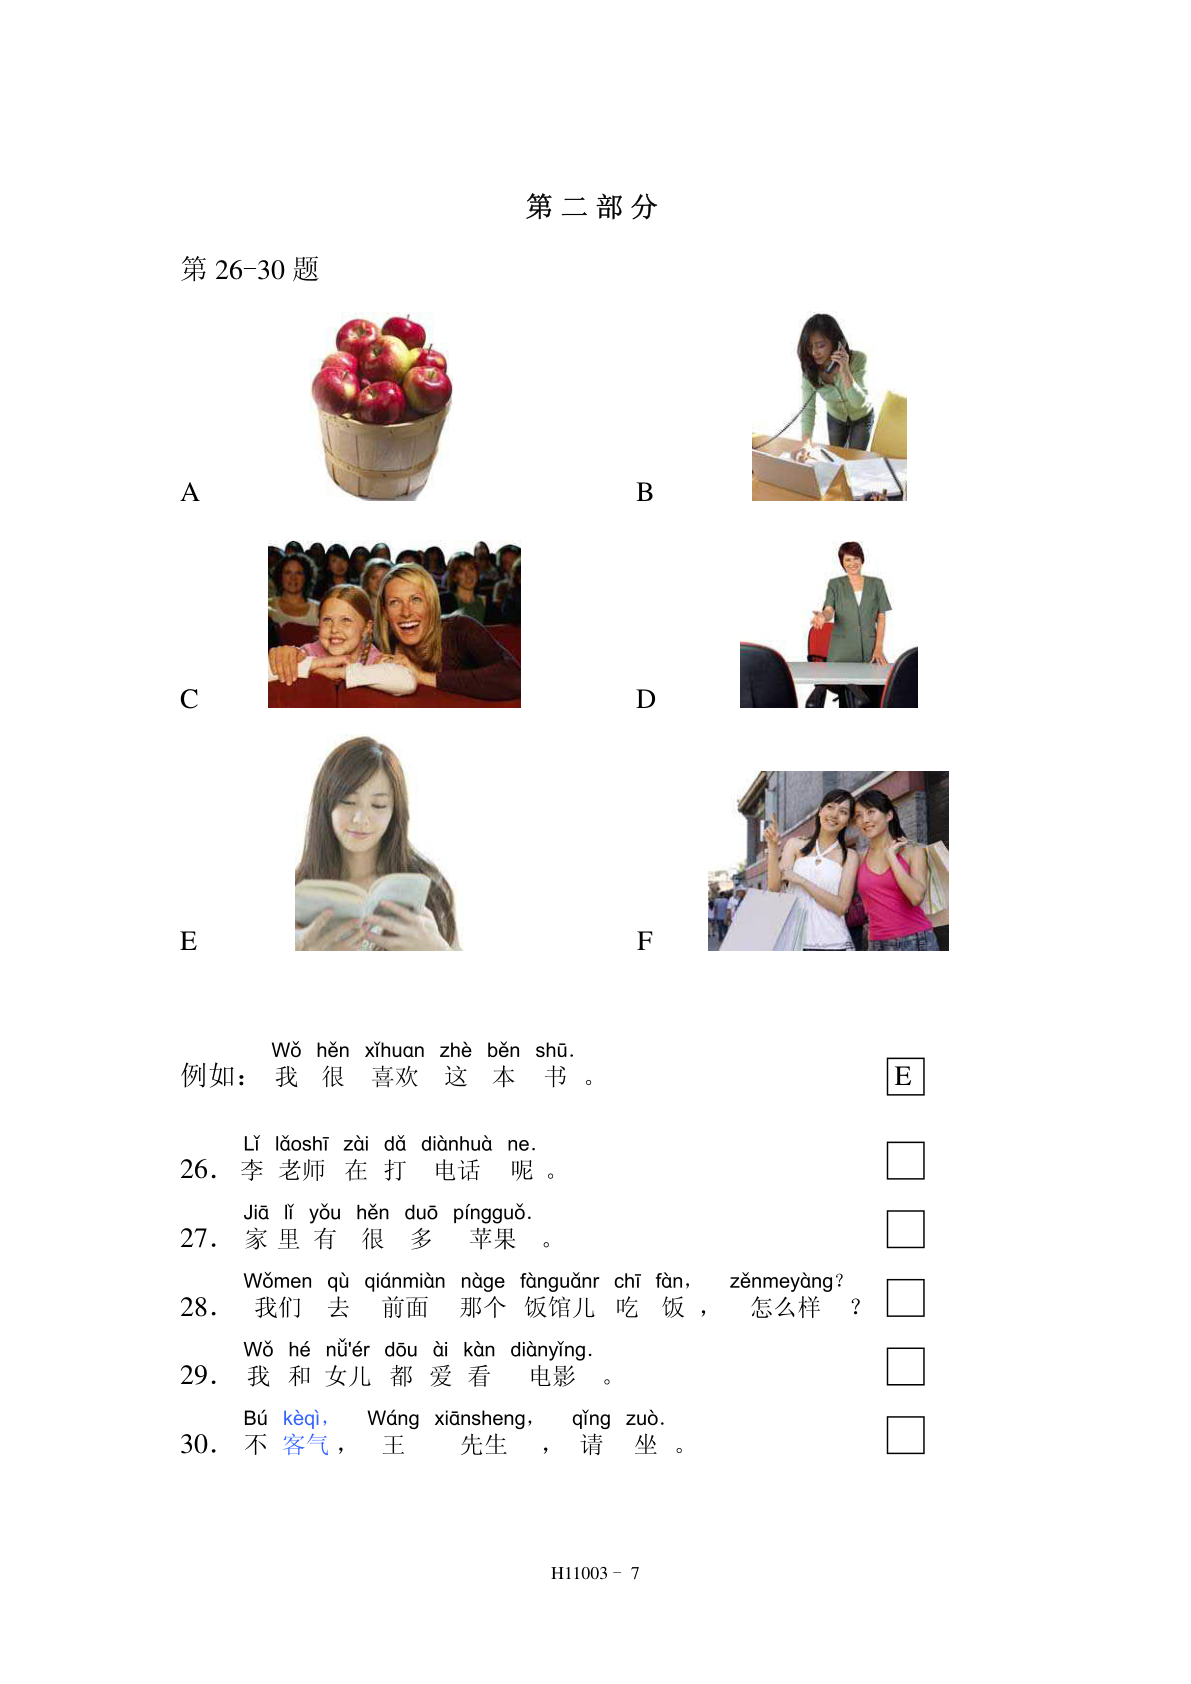 第二部分
第 26-30 题
A
B
C
D
E
F
Wǒ hěn xǐhuan zhè běn shū.
例如： 我 很 喜欢 这 本 书 。
E
Lǐ lǎoshī zài dǎ diànhuà ne.
26． 李 老师 在 打 电话 呢 。
Jiā lǐ yǒu hěn duō píngguǒ.
27． 家 里 有 很 多 苹果 。
Wǒmen qù qiánmiàn nàge fànguǎnr chī fàn， zěnmeyàng？
28． 我们 去 前面 那个 饭馆儿 吃 饭 ， 怎么样 ？
Wǒ hé nǚ'ér dōu ài kàn diànyǐng.
29． 我 和 女儿 都 爱 看 电影 。
Bú kèqì， Wáng xiānsheng， qǐng zuò.
30． 不 客气 ， 王 先生 ， 请 坐 。
H11003 - 7